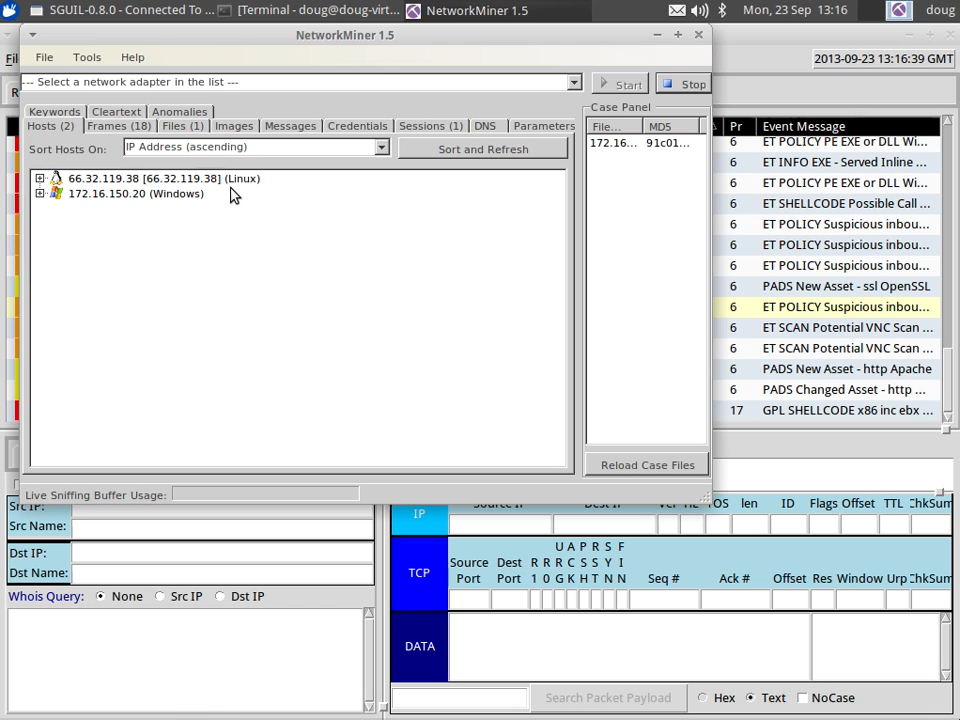 SGUIL-0.8.0 - Connected To ... [Terminal - doug@doug-virt... NetworkMiner 1.5 Mon, 23 Sep 13:16 doug
NetworkMiner 1.5
File Tools Help
2013-09-23 13:16:39 GMT
--- Select a network adapter in the list ---
Start Stop
Keywords Cleartext Anomalies
Hosts (2) Frames (18) Files (1) Images Messages Credentials Sessions (1) DNS Parameters
Sort Hosts On: IP Address (ascending) Sort and Refresh
66.32.119.38 [66.32.119.38] (Linux)
172.16.150.20 (Windows)
Case Panel
File... MD5
172.16... 91c01...
Reload Case Files
Live Sniffing Buffer Usage:
Pr Event Message
6 ET POLICY PE EXE or DLL Wi...
6 ET INFO EXE - Served Inline ...
6 ET POLICY PE EXE or DLL Wi...
6 ET SHELLCODE Possible Call ...
6 ET POLICY Suspicious inbou...
6 ET POLICY Suspicious inbou...
6 ET POLICY Suspicious inbou...
6 PADS New Asset - ssl OpenSSL
6 ET POLICY Suspicious inbou...
6 ET SCAN Potential VNC Scan ...
6 ET SCAN Potential VNC Scan ...
6 PADS New Asset - http Apache
6 PADS Changed Asset - http ...
17 GPL SHELLCODE x86 inc ebx ...
Src IP:
Src Name:
Dst IP:
Dst Name:
Whois Query: None Src IP Dst IP
IP
Source IP Dest IP Ver HL TOS len ID Flags Offset TTL ChkSum
TCP
U A P R S F
Source Dest R R R C S S Y I
Port Port 1 0 G K H T N N Seq # Ack # Offset Res Window Urp ChkSum
DATA
Search Packet Payload Hex Text NoCase